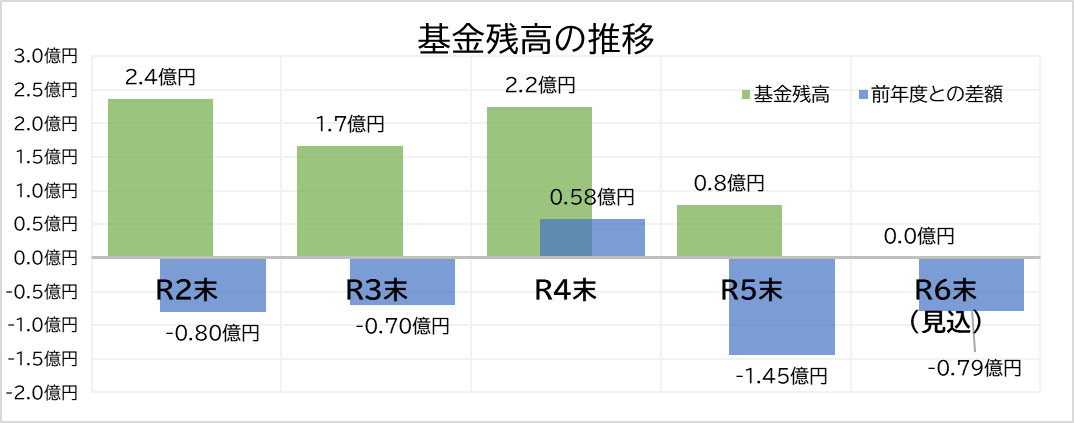 基金残高の推移
基金残高 前年度との差額
3.0億円
2.5億円
2.0億円
1.5億円
1.0億円
0.5億円
0.0億円
-0.5億円
-1.0億円
-1.5億円
-2.0億円
2.4億円
1.7億円
2.2億円
0.8億円
0.0億円
0.58億円
R2末
R3末
R4末
R5末
R6末
（見込）
-0.80億円
-0.70億円
-1.45億円
-0.79億円